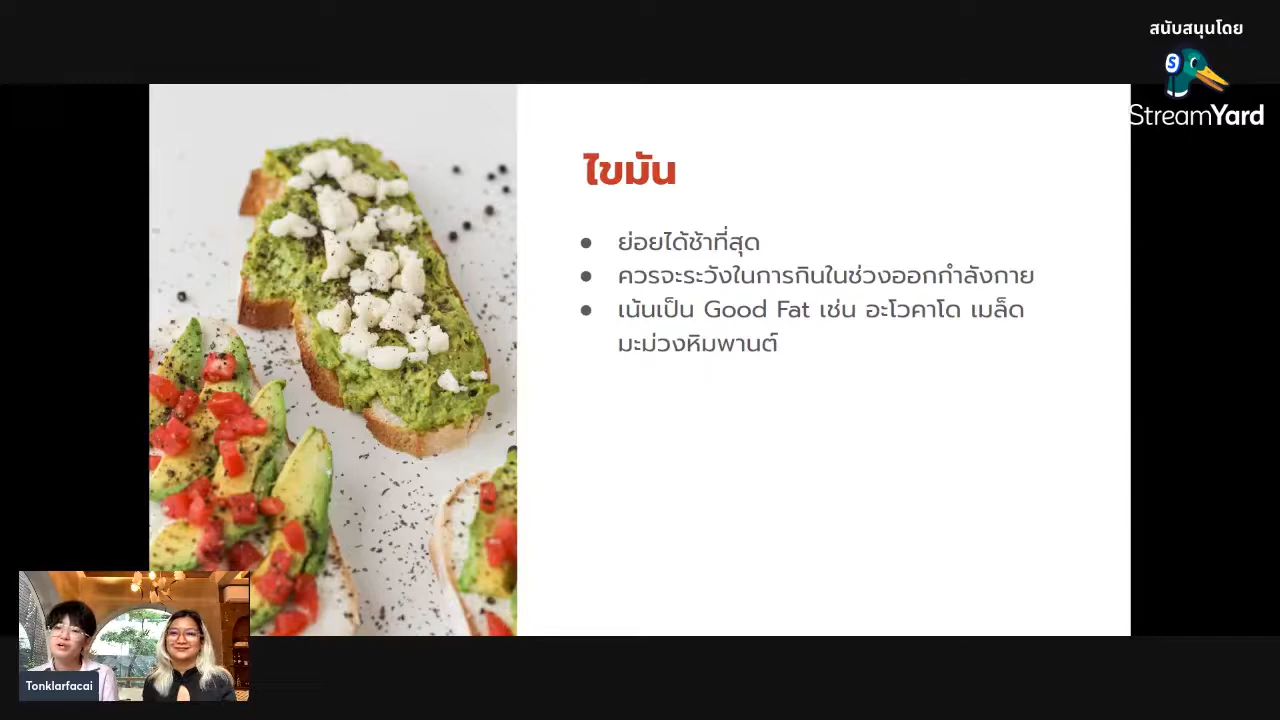 สนับสนุนโดย
S
StreamYard
ไขมัน
● ย่อยได้ช้าที่สุด
● ควรจะระวังในการกินในช่วงออกกำลังกาย
● เน้นเป็น Good Fat เช่น อะโวคาโด เมล็ด
มะม่วงหิมพานต์
Tonklarfacai